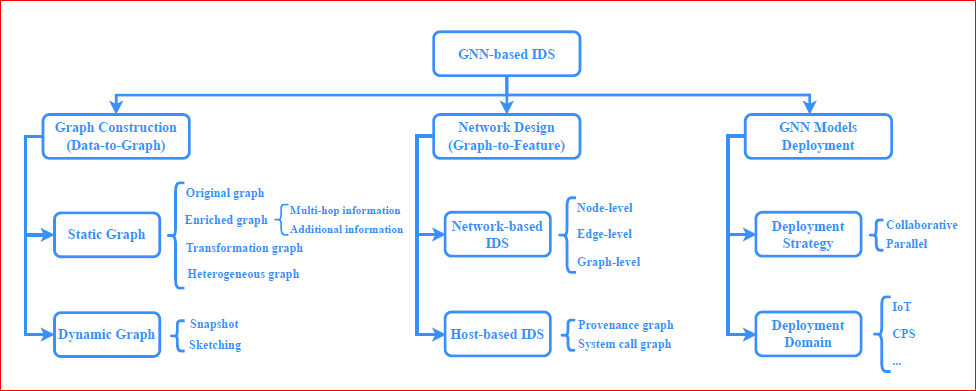 GNN-based IDS
Graph Construction
(Data-to-Graph)
Static Graph
Original graph
Enriched graph
Multi-hop information
Additional information
Transformation graph
Heterogeneous graph
Dynamic Graph
Snapshot
Sketching
Network Design
(Graph-to-Feature)
Network-based
IDS
Node-level
Edge-level
Graph-level
Host-based IDS
Provenance graph
System call graph
GNN Models
Deployment
Deployment
Strategy
Collaborative
Parallel
Deployment
Domain
IoT
CPS
...